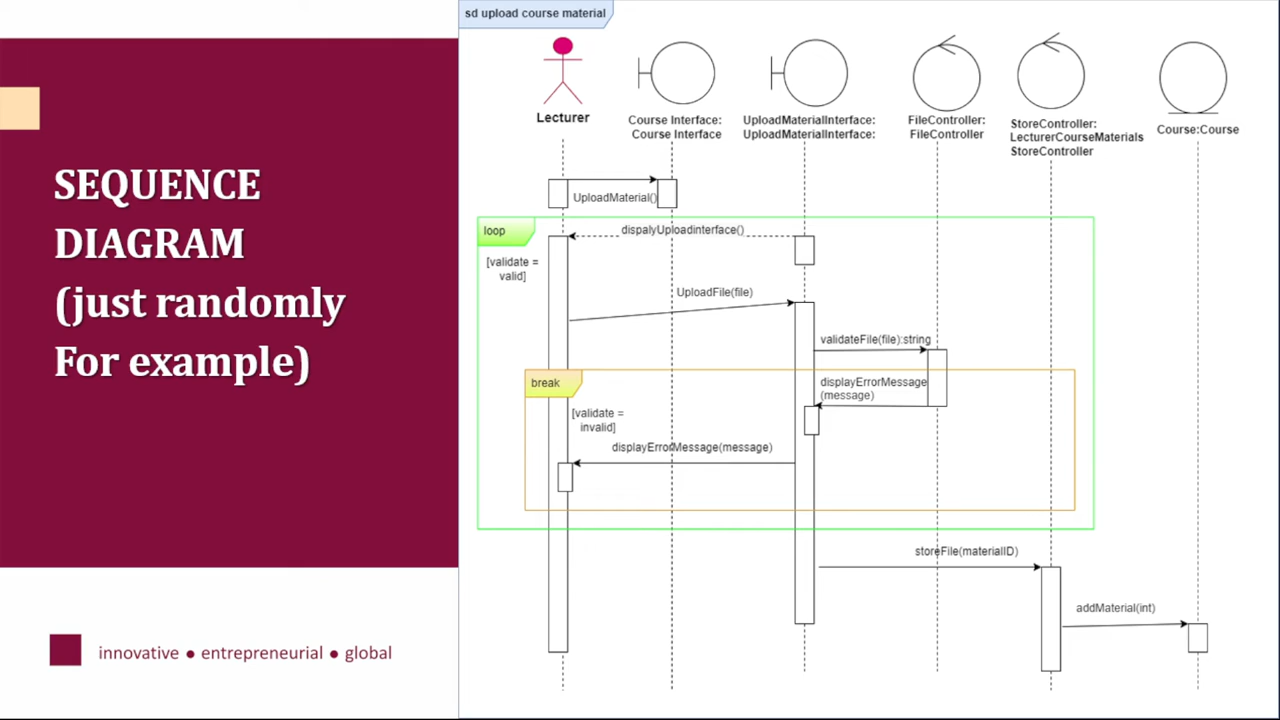 SEQUENCE
DIAGRAM
(just randomly
For example)
innovative ● entrepreneurial ● global
sd upload course material
Lecturer
Course Interface:
Course Interface
UploadMaterialInterface:
UploadMaterialInterface:
FileController:
FileController
StoreController:
LecturerCourseMaterials
StoreController
Course:Course
UploadMaterial()
loop
dispalyUploadinterface()
[validate =
valid]
UploadFile(file)
validateFile(file):string
break
displayErrorMessage
(message)
[validate =
invalid]
displayErrorMessage(message)
storeFile(materialID)
addMaterial(int)